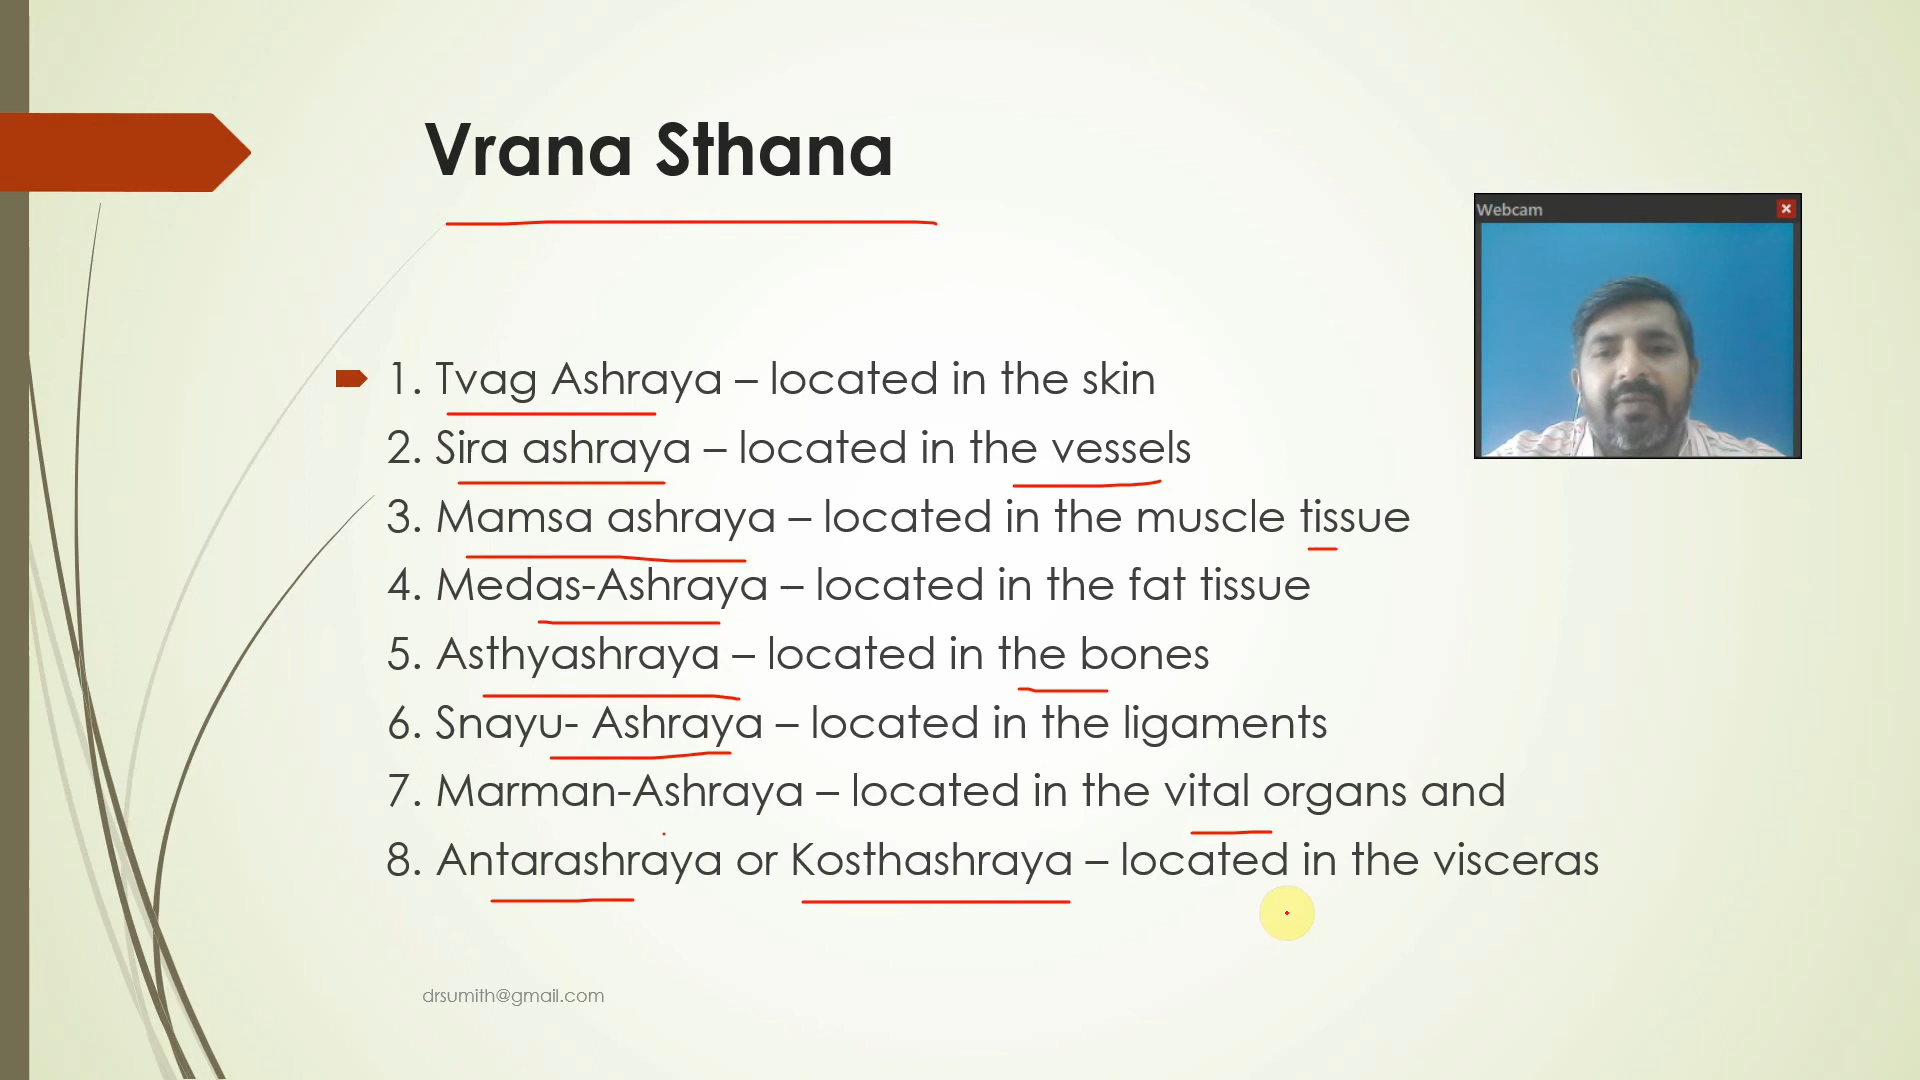 Vrana Sthana
Webcam
1. Tvag Ashraya – located in the skin
2. Sira ashraya – located in the vessels
3. Mamsa ashraya – located in the muscle tissue
4. Medas-Ashraya – located in the fat tissue
5. Asthyashraya – located in the bones
6. Snayu- Ashraya – located in the ligaments
7. Marman-Ashraya – located in the vital organs and
8. Antarashraya or Kosthashraya – located in the visceras
drsumith@gmail.com